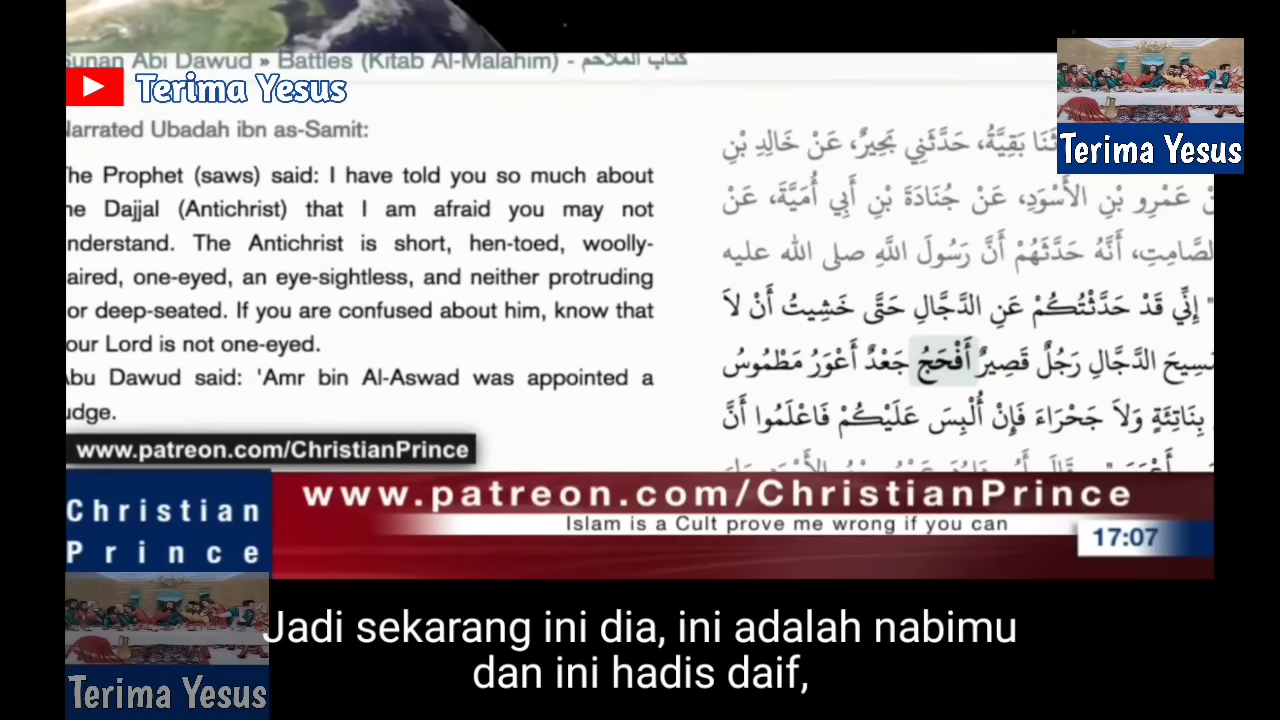 Sunan Abi Dawud » Battles (Kitab Al-Malahim) - كتاب الملاحم
Terima Yesus
Terima Yesus
Narrated Ubadah ibn as-Samit:
The Prophet (saws) said: I have told you so much about
the Dajjal (Antichrist) that I am afraid you may not
understand. The Antichrist is short, hen-toed, woolly-
haired, one-eyed, an eye-sightless, and neither protruding
nor deep-seated. If you are confused about him, know that
your Lord is not one-eyed.
Abu Dawud said: 'Amr bin Al-Aswad was appointed a
judge.
بَقِيَّةُ، حَدَّثَنِي بَحِيرٌ، عَنْ خَالِدِ بْنِ
عَمْرِو بْنِ الأَسْوَدِ، عَنْ جُنَادَةَ بْنِ أَبِي أُمَيَّةَ، عَنْ
الصَّامِتِ، أَنَّهُ حَدَّثَهُمْ أَنَّ رَسُولَ اللَّهِ صلى الله عليه
" إِنِّي قَدْ حَدَّثْتُكُمْ عَنِ الدَّجَّالِ حَتَّى خَشِيتُ أَنْ لاَ
مَسِيحَ الدَّجَّالِ رَجُلٌ قَصِيرٌ أَفْحَجُ جَعْدٌ أَعْوَرُ مَطْمُوسُ
بِنَاتِئَةٍ وَلاَ جَحْرَاءَ فَإِنْ أُلْبِسَ عَلَيْكُمْ فَاعْلَمُوا أَنَّ
www.patreon.com/ChristianPrince
Christian
Prince
www.patreon.com/ChristianPrince
Islam is a Cult prove me wrong if you can
17:07
Terima Yesus
Jadi sekarang ini dia, ini adalah nabimu
dan ini hadis daif,